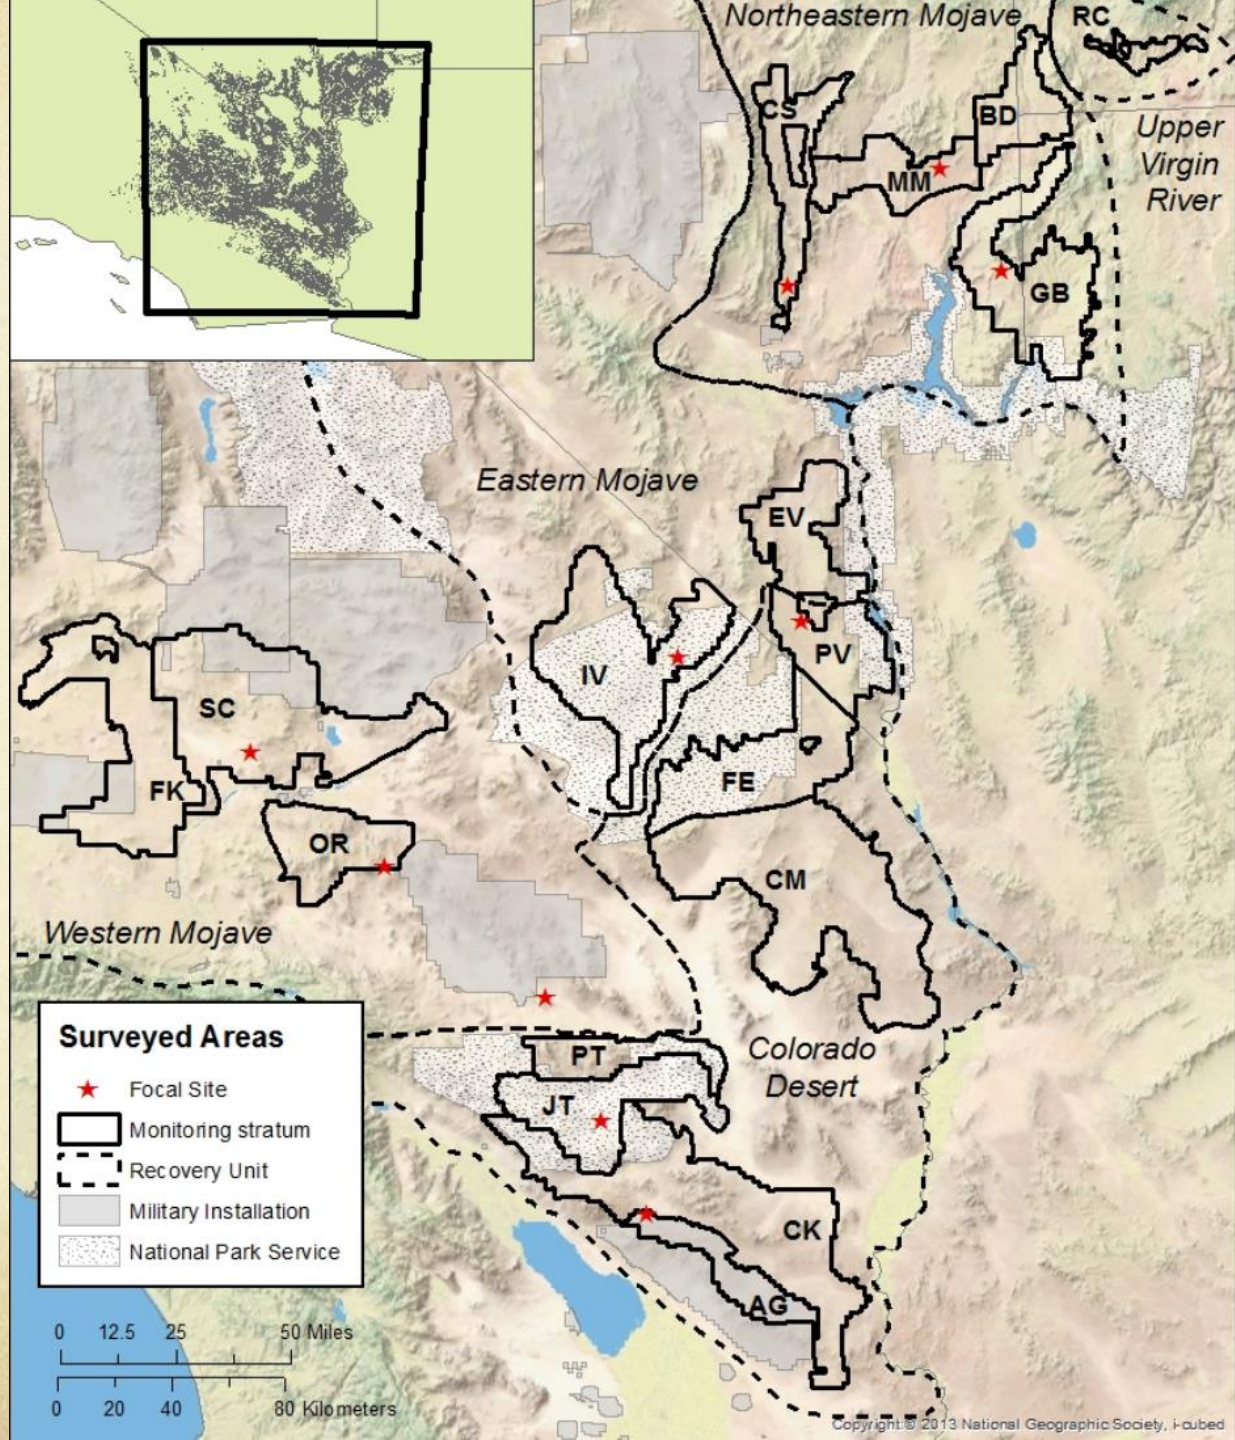 Northeastern Mojave
RC
CS
BD
Upper
Virgin
River
MM
GB
Eastern Mojave
EV
PV
IV
SC
FE
FK
OR
CM
Western Mojave
Colorado
Desert
PT
JT
CK
AG
Surveyed Areas
Focal Site
Monitoring stratum
Recovery Unit
Military Installation
National Park Service
0 12.5 25 50 Miles
0 20 40 80 Kilometers
Copyright:© 2013 National Geographic Society, i-cubed